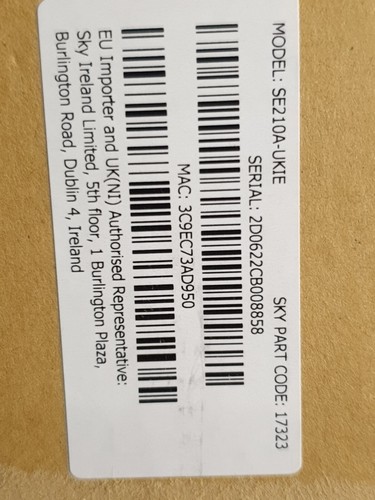 MODEL: SE210A-UKIE SKY PART CODE: 17323
SERIAL: 2D0622CB008858
MAC: 3C9EC73AD950
EU Importer and UK(NI) Authorised Representative:
Sky Ireland Limited, 5th floor, 1 Burlington Plaza,
Burlington Road, Dublin 4, Ireland